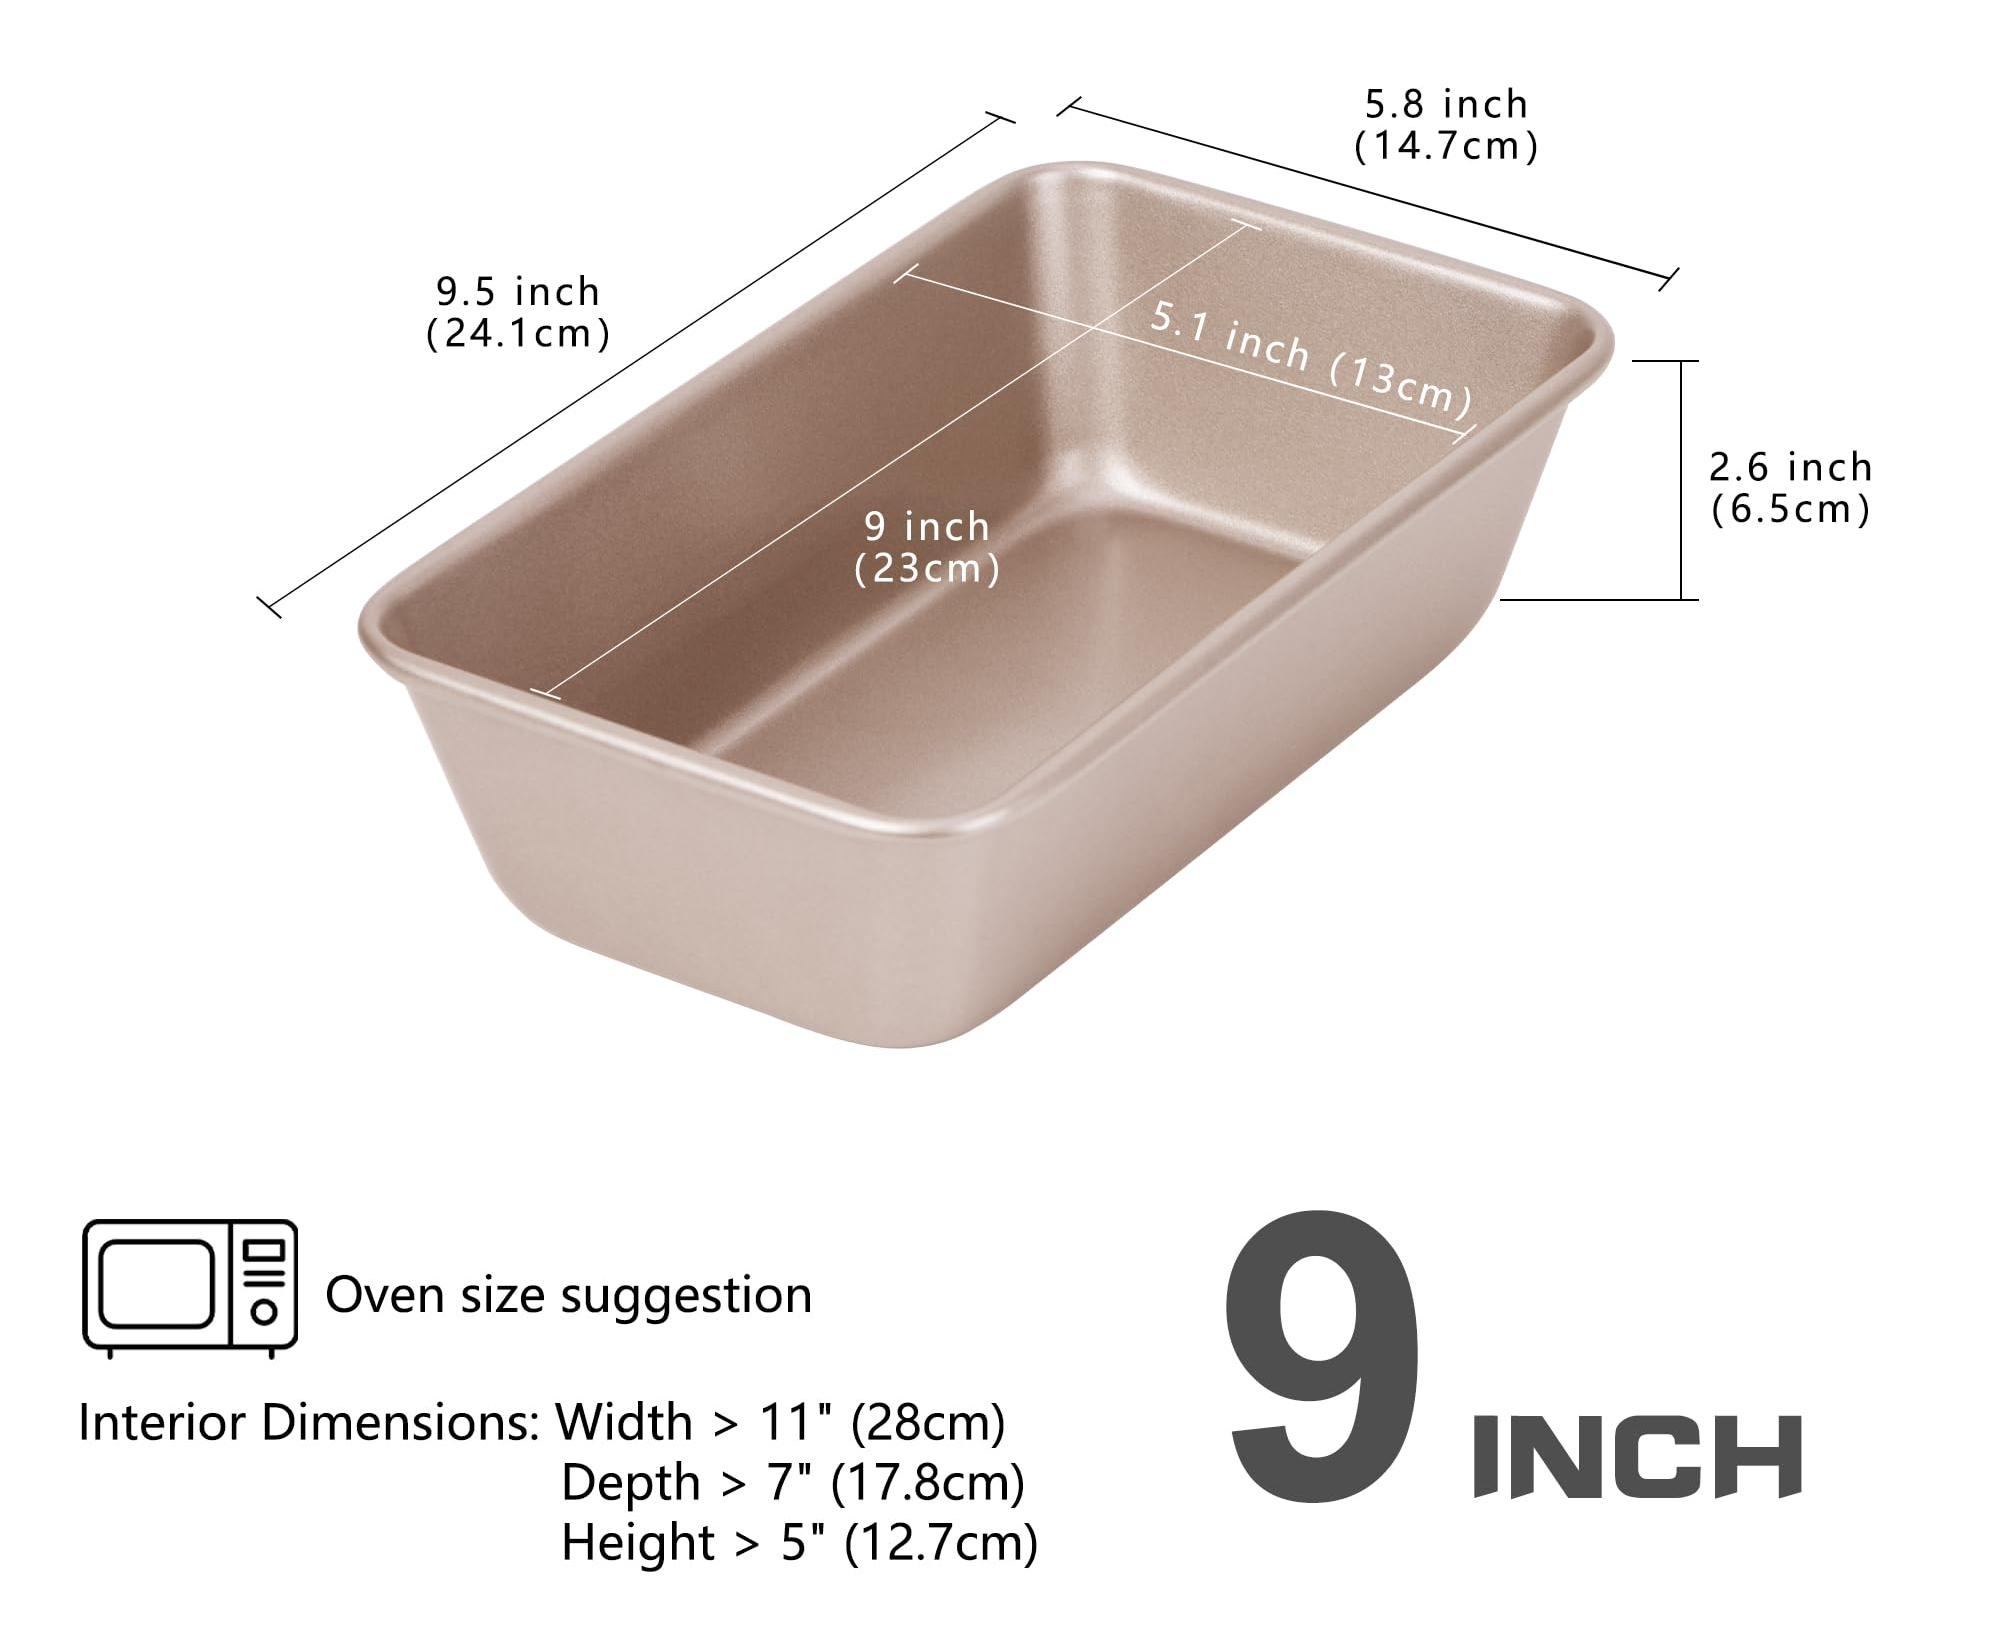 5.8 inch
(14.7cm)
9.5 inch
(24.1cm)
5.1 inch (13cm)
2.6 inch
(6.5cm)
9 inch
(23cm)
Oven size suggestion
Interior Dimensions: Width > 11" (28cm)
Depth > 7" (17.8cm)
Height > 5" (12.7cm)
9 INCH